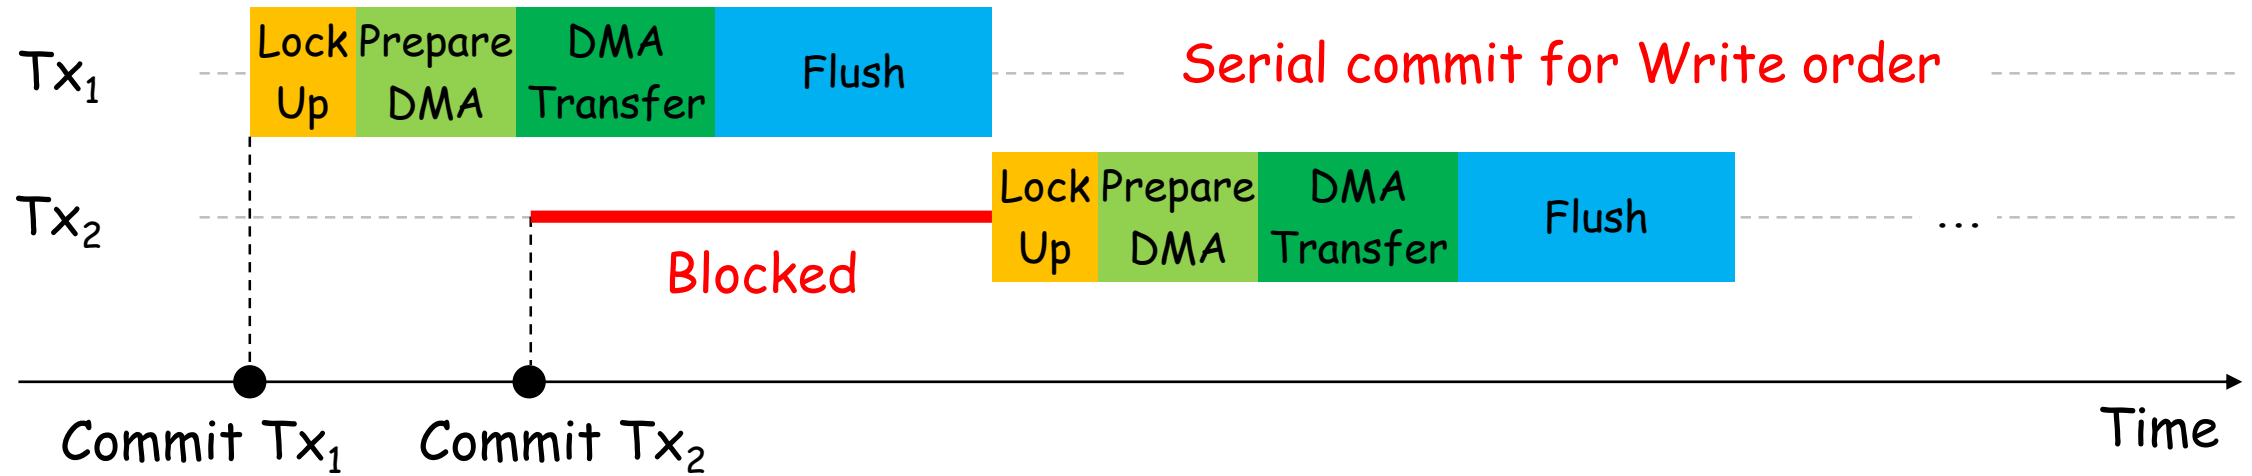 Tx₁
Lock Up
Prepare DMA
DMA Transfer
Flush
Serial commit for Write order
Tx₂
Blocked
Lock Up
Prepare DMA
DMA Transfer
Flush
...
Commit Tx₁
Commit Tx₂
Time